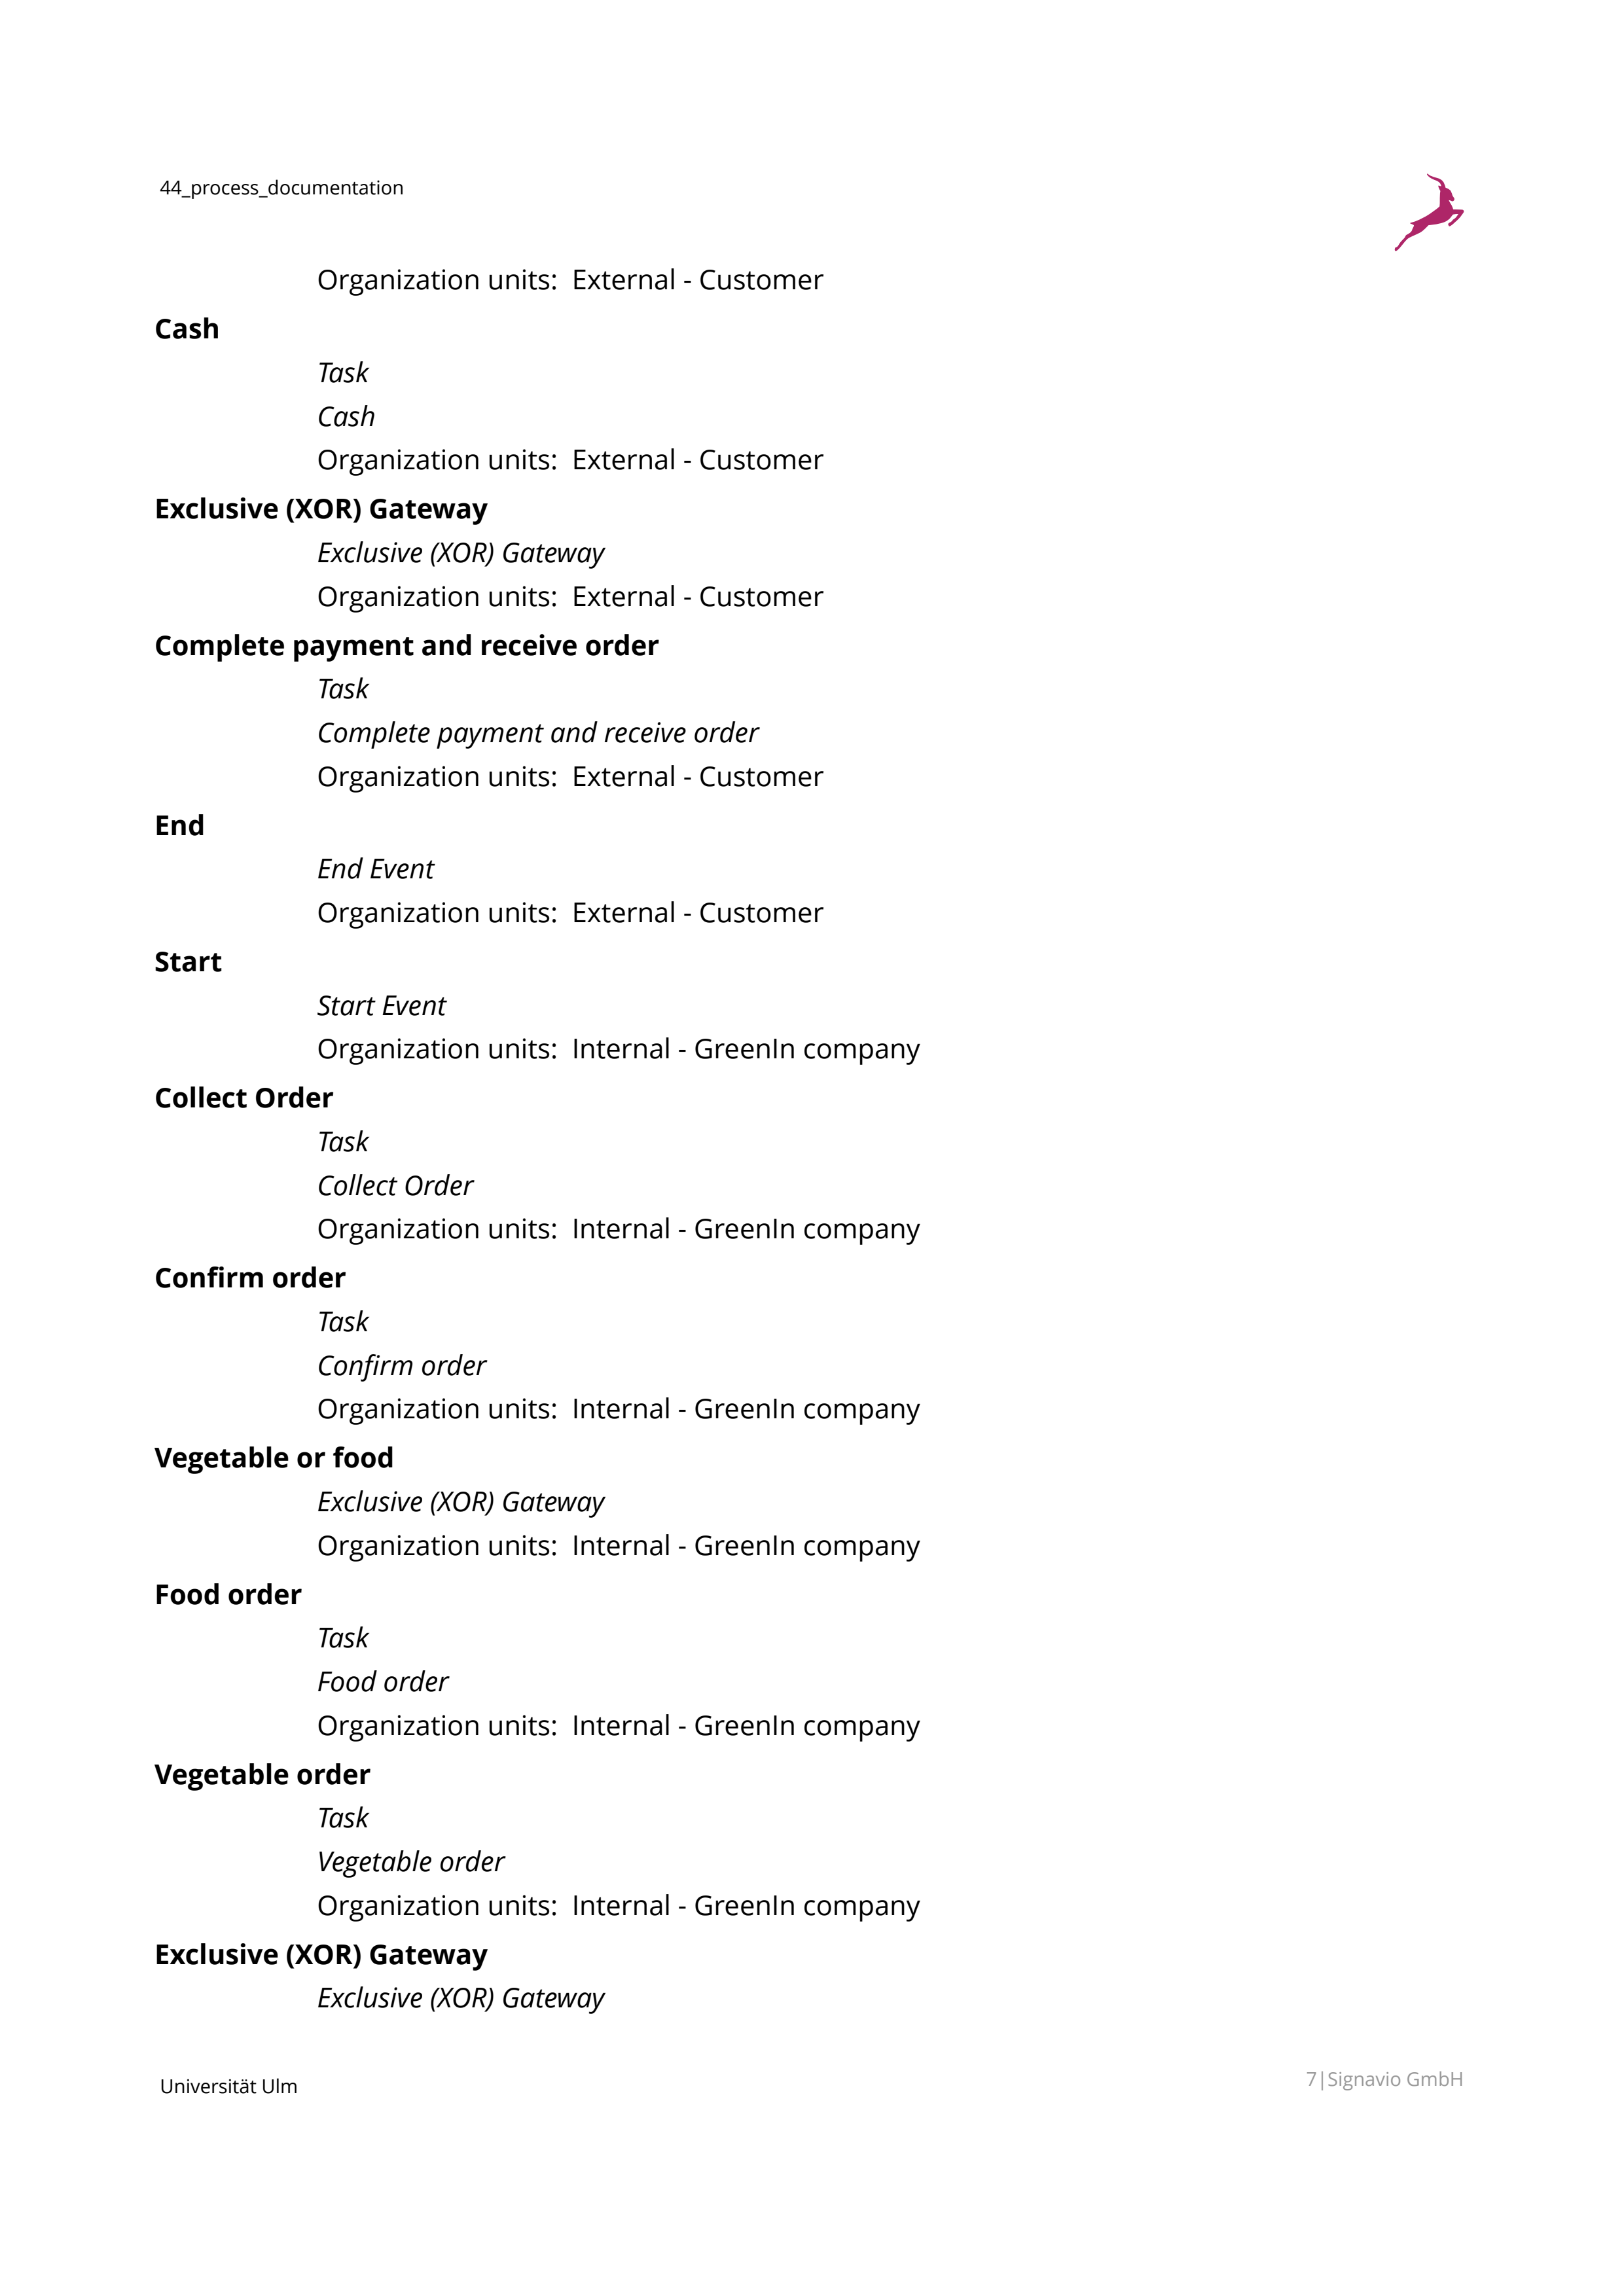 44_process_documentation
Organization units:  External - Customer
Cash
Task
Cash
Organization units:  External - Customer
Exclusive (XOR) Gateway
Exclusive (XOR) Gateway
Organization units:  External - Customer
Complete payment and receive order
Task
Complete payment and receive order
Organization units:  External - Customer
End
End Event
Organization units:  External - Customer
Start
Start Event
Organization units:  Internal - GreenIn company
Collect Order
Task
Collect Order
Organization units:  Internal - GreenIn company
Confirm order
Task
Confirm order
Organization units:  Internal - GreenIn company
Vegetable or food
Exclusive (XOR) Gateway
Organization units:  Internal - GreenIn company
Food order
Task
Food order
Organization units:  Internal - GreenIn company
Vegetable order
Task
Vegetable order
Organization units:  Internal - GreenIn company
Exclusive (XOR) Gateway
Exclusive (XOR) Gateway
Universität Ulm
7|Signavio GmbH